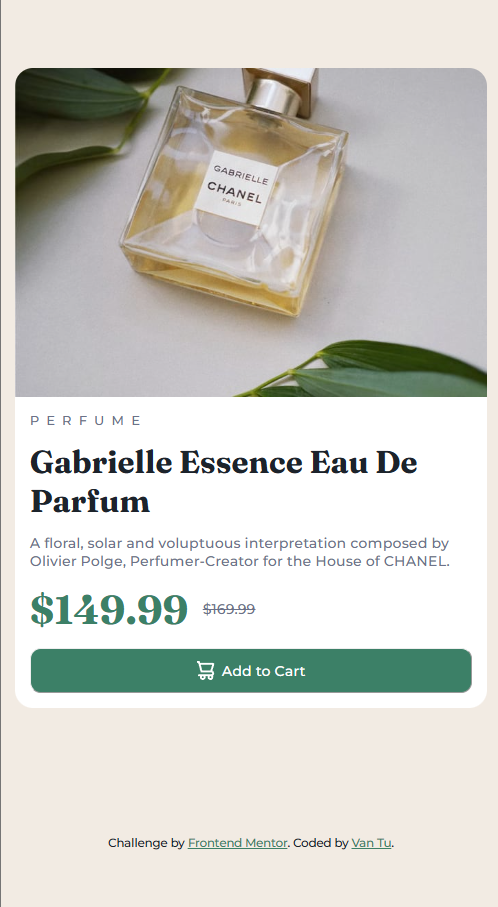 GABRIELLE
CHANEL
PARIS
PERFUME
Gabrielle Essence Eau De
Parfum
A floral, solar and voluptuous interpretation composed by
Olivier Polge, Perfumer-Creator for the House of CHANEL.
$149.99 $169.99
Add to Cart
Challenge by Frontend Mentor. Coded by Van Tu.